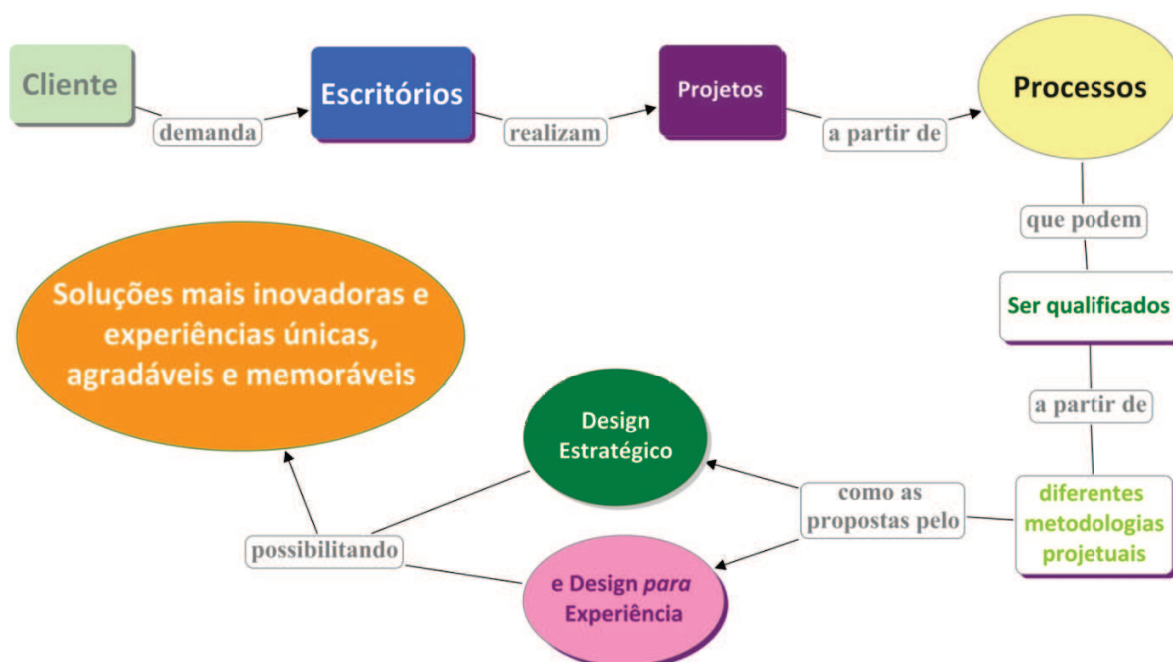 Cliente
demanda
Escritórios
realizam
Projetos
a partir de
Processos
que podem
Ser qualificados
a partir de
diferentes
metodologias
projetuais
como as
propostas pelo
Design
Estratégico
e Design para
Experiência
possibilitando
Soluções mais inovadoras e
experiências únicas,
agradáveis e memoráveis